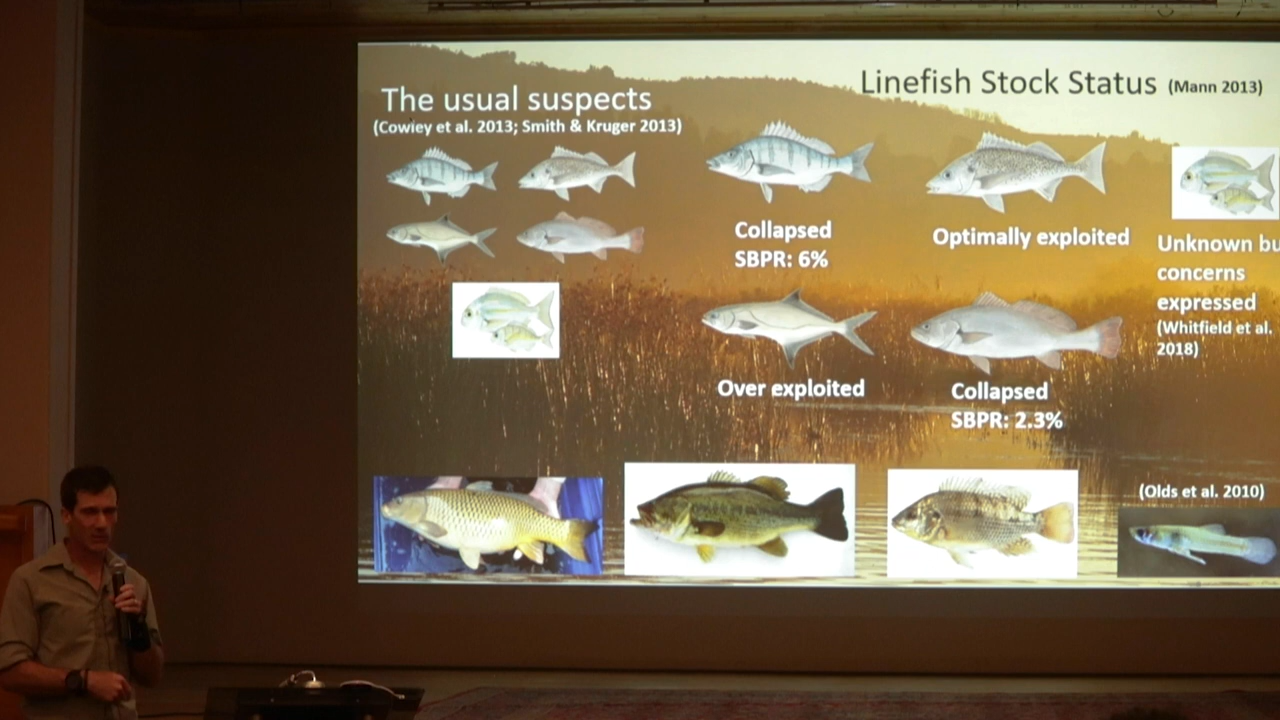 The usual suspects
(Cowley et al. 2013; Smith & Kruger 2013)
Linefish Stock Status (Mann 2013)
Collapsed
SBPR: 6%
Optimally exploited
Unknown bu
concerns
expressed
(Whitfield et al.
2018)
Over exploited
Collapsed
SBPR: 2.3%
(Olds et al. 2010)